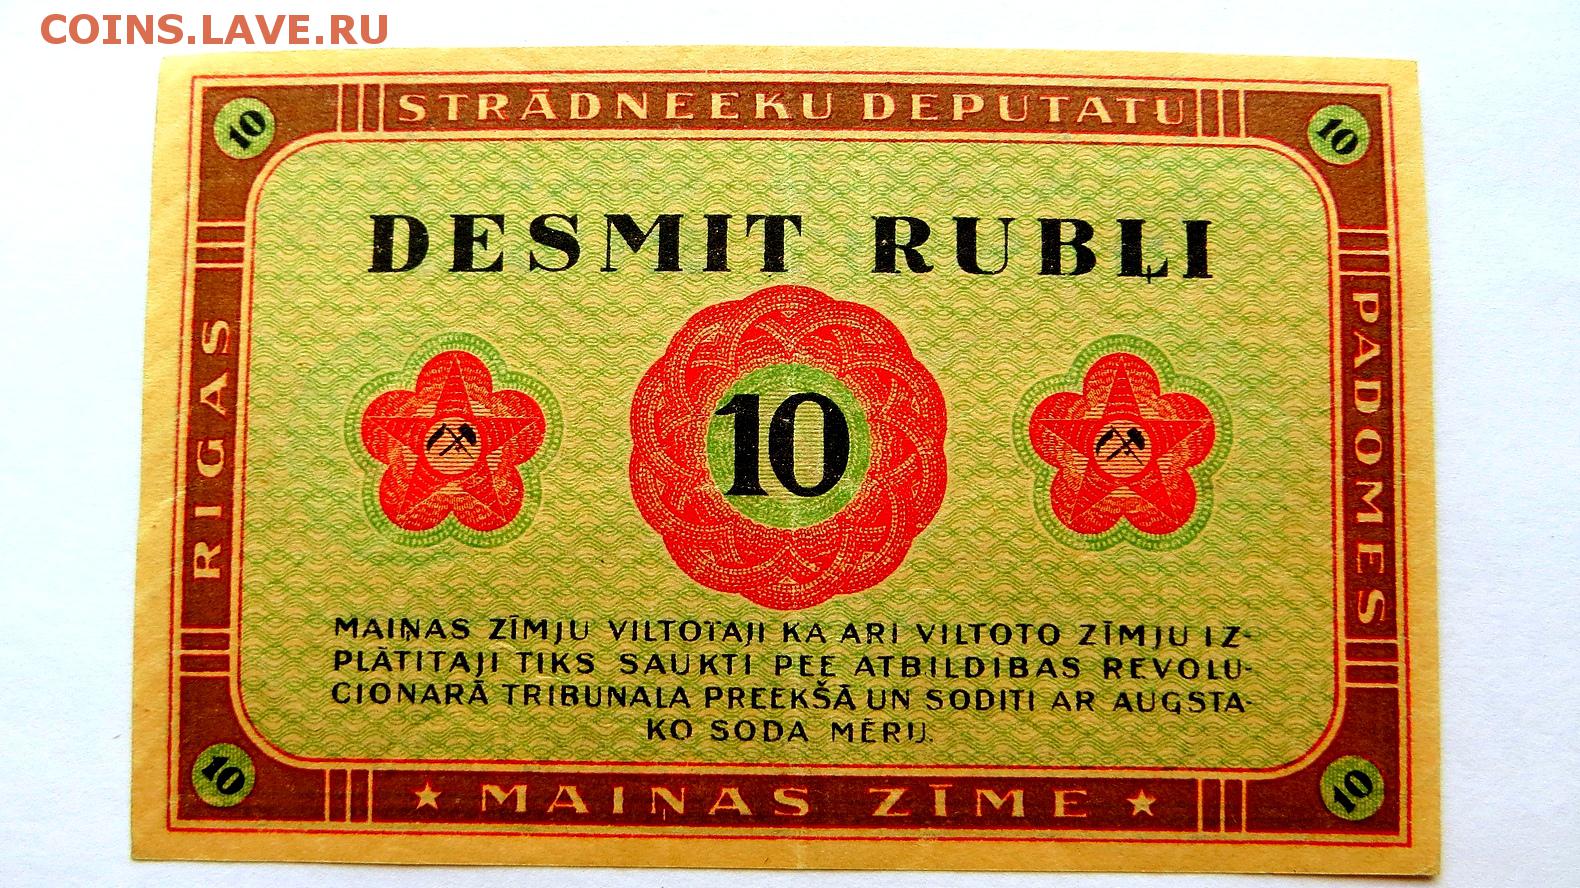 COINS.LAVE.RU
STRĀDNEEKU DEPUTATU
10
10
DESMIT RUBĻI
RIGAS
PADOMES
10
MAIŅAS ZĪMJU VILTOTAJI KA ARI VILTOTO ZĪMJU IZ-
PLĀTITAJI TIKS SAUKTI PEE ATBILDIBAS REVOLU-
CIONARĀ TRIBUNALA PREEKŠĀ UN SODITI AR AUGSTA-
KO SODA MĒRU.
10
10
★ MAIŅAS ZĪME ★